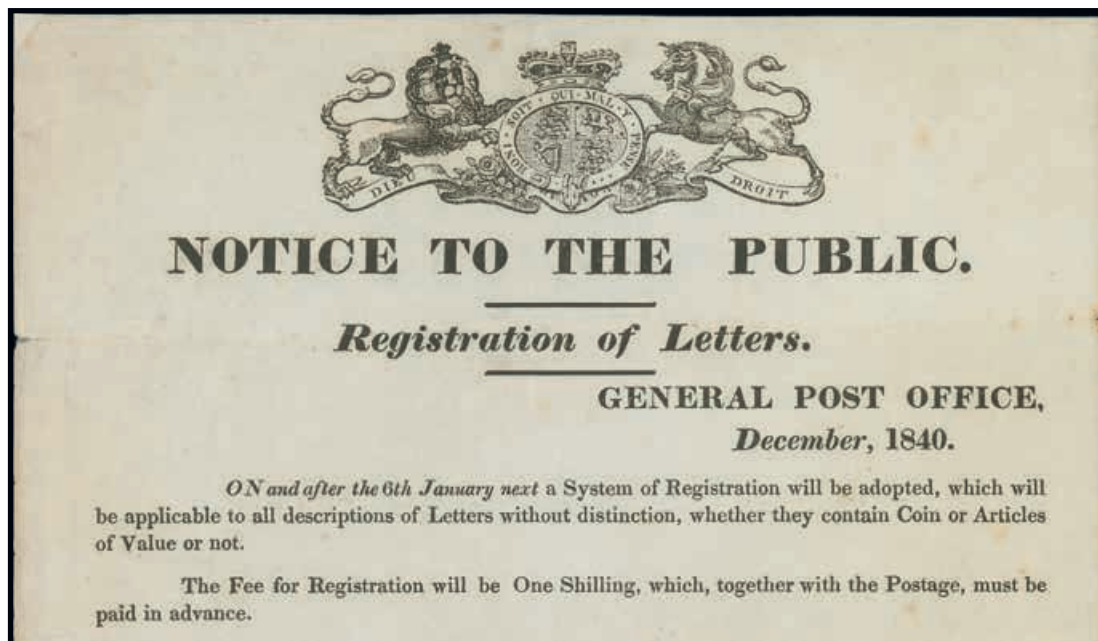 HONI · SOIT · QUI · MAL · Y · PENSE
DIEU
DROIT
NOTICE TO THE PUBLIC.
Registration of Letters.
GENERAL POST OFFICE,
December, 1840.
ON and after the 6th January next a System of Registration will be adopted, which will
be applicable to all descriptions of Letters without distinction, whether they contain Coin or Articles
of Value or not.
The Fee for Registration will be One Shilling, which, together with the Postage, must be
paid in advance.